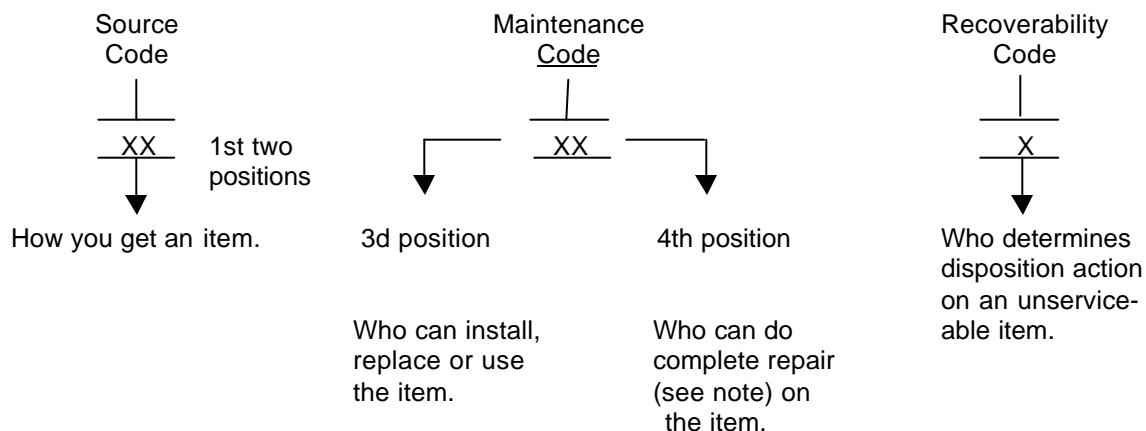 Source
Code
Maintenance
Code
Recoverability
Code
XX
1st two
positions
XX
X
How you get an item.
3d position
4th position
Who determines
disposition action
on an unservice-
able item.
Who can install,
replace or use
the item.
Who can do
complete repair
(see note) on
the item.